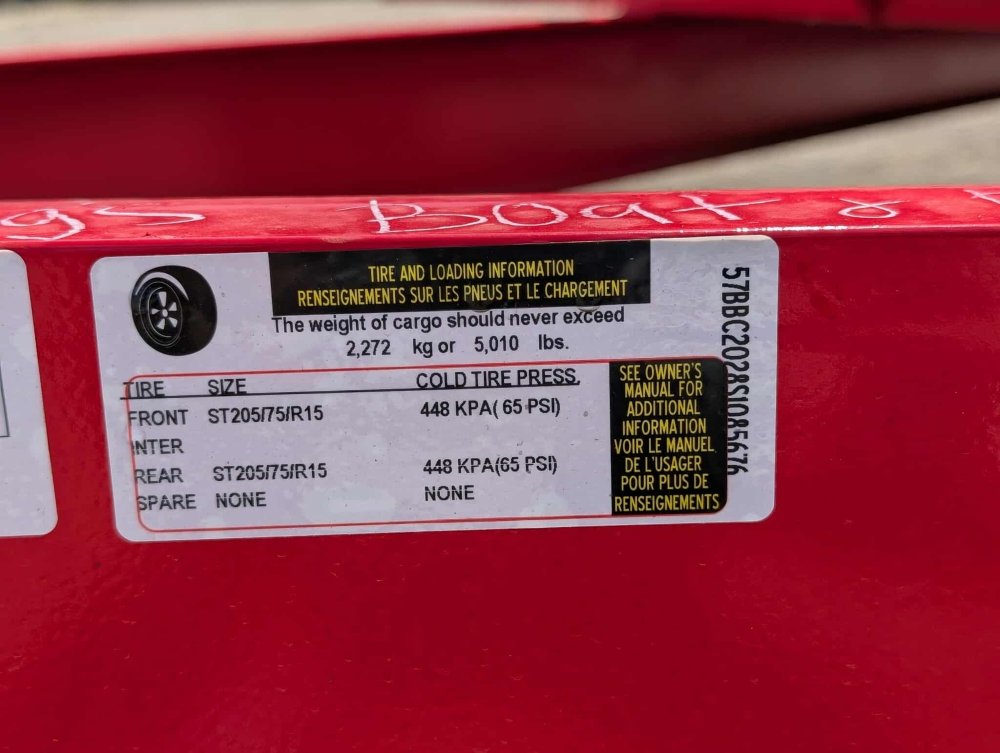 gs Boat &
TIRE AND LOADING INFORMATION
RENSEIGNEMENTS SUR LES PNEUS ET LE CHARGEMENT
The weight of cargo should never exceed
2,272 kg or 5,010 lbs.
TIRE SIZE COLD TIRE PRESS.
FRONT ST205/75/R15 448 KPA( 65 PSI)
INTER
REAR ST205/75/R15 448 KPA(65 PSI)
SPARE NONE NONE
SEE OWNER'S
MANUAL FOR
ADDITIONAL
INFORMATION
VOIR LE MANUEL
DE L'USAGER
POUR PLUS DE
RENSEIGNEMENTS
57BBC2028S1085676